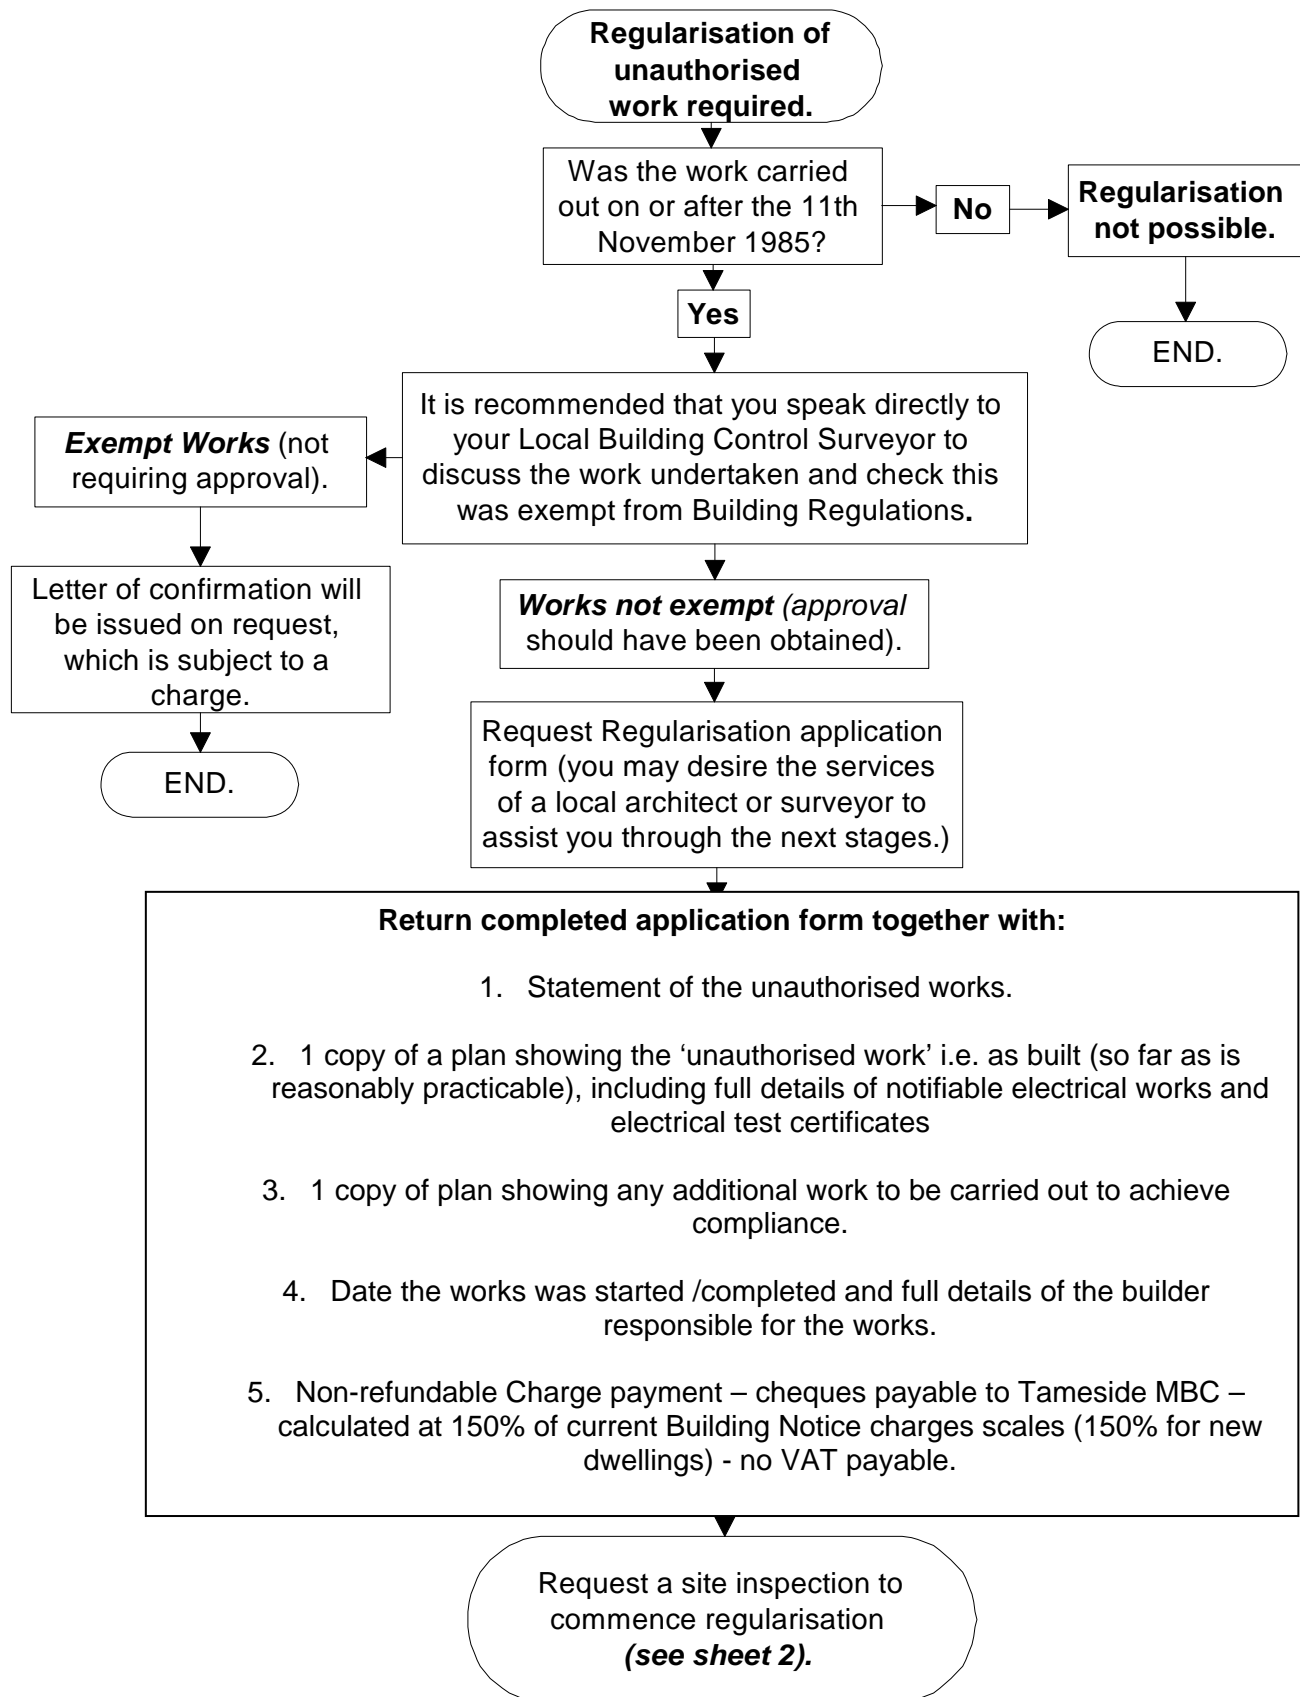 Regularisation of
unauthorised
work required.
Was the work carried
out on or after the 11th
November 1985?
No
Regularisation
not possible.
END.
Yes
It is recommended that you speak directly to
your Local Building Control Surveyor to
discuss the work undertaken and check this
was exempt from Building Regulations.
Exempt Works (not
requiring approval).
Letter of confirmation will
be issued on request,
which is subject to a
charge.
END.
Works not exempt (approval
should have been obtained).
Request Regularisation application
form (you may desire the services
of a local architect or surveyor to
assist you through the next stages.)
Return completed application form together with:
1. Statement of the unauthorised works.
2. 1 copy of a plan showing the ‘unauthorised work’ i.e. as built (so far as is
reasonably practicable), including full details of notifiable electrical works and
electrical test certificates
3. 1 copy of plan showing any additional work to be carried out to achieve
compliance.
4. Date the works was started /completed and full details of the builder
responsible for the works.
5. Non-refundable Charge payment – cheques payable to Tameside MBC –
calculated at 150% of current Building Notice charges scales (150% for new
dwellings) - no VAT payable.
Request a site inspection to
commence regularisation
(see sheet 2).